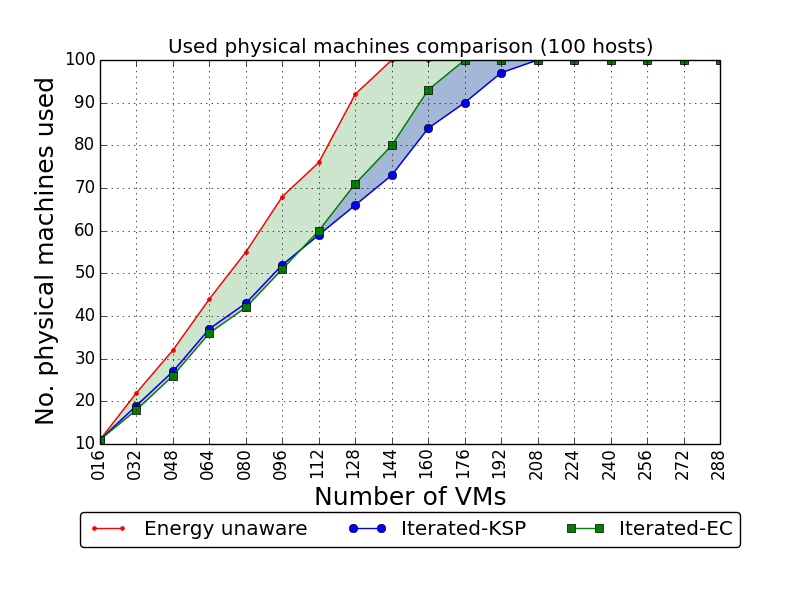 Used physical machines comparison (100 hosts)
No. physical machines used
100
90
80
70
60
50
40
30
20
10
016 032 048 064 080 096 112 128 144 160 176 192 208 224 240 256 272 288
Number of VMs
Energy unaware Iterated-KSP Iterated-EC